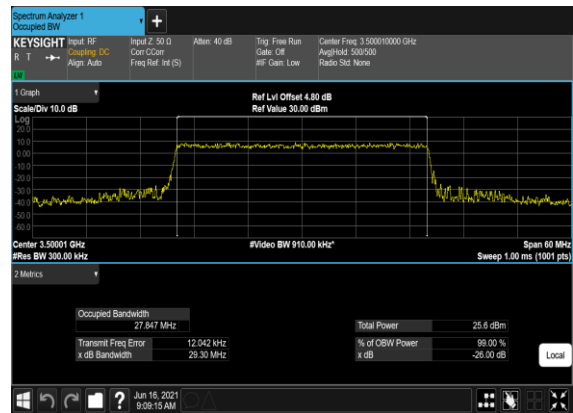 Spectrum Analyzer 1
Occupied BW
KEYSIGHT
R T
LW
Input: RF
Coupling: DC
Align: Auto
Input Z: 50 Ω
Corr CCorr
Freq Ref: Int (S)
Atten: 40 dB
Trig: Free Run
Gate: Off
#IF Gain: Low
Center Freq: 3.500010000 GHz
Avg|Hold: 500/500
Radio Std: None
1 Graph
Scale/Div 10.0 dB
Ref Lvl Offset 4.80 dB
Ref Value 30.00 dBm
Log
20.0
10.0
0.00
-10.0
-20.0
-30.0
-40.0
-50.0
-60.0
Center 3.50001 GHz
#Res BW 300.00 kHz
#Video BW 910.00 kHz*
Span 60 MHz
Sweep 1.00 ms (1001 pts)
2 Metrics
Occupied Bandwidth
27.847 MHz
Total Power 25.6 dBm
Transmit Freq Error 12.042 kHz
% of OBW Power 99.00 %
x dB Bandwidth 29.30 MHz
x dB -26.00 dB
Local
?
Jun 16, 2021
9:09:15 AM